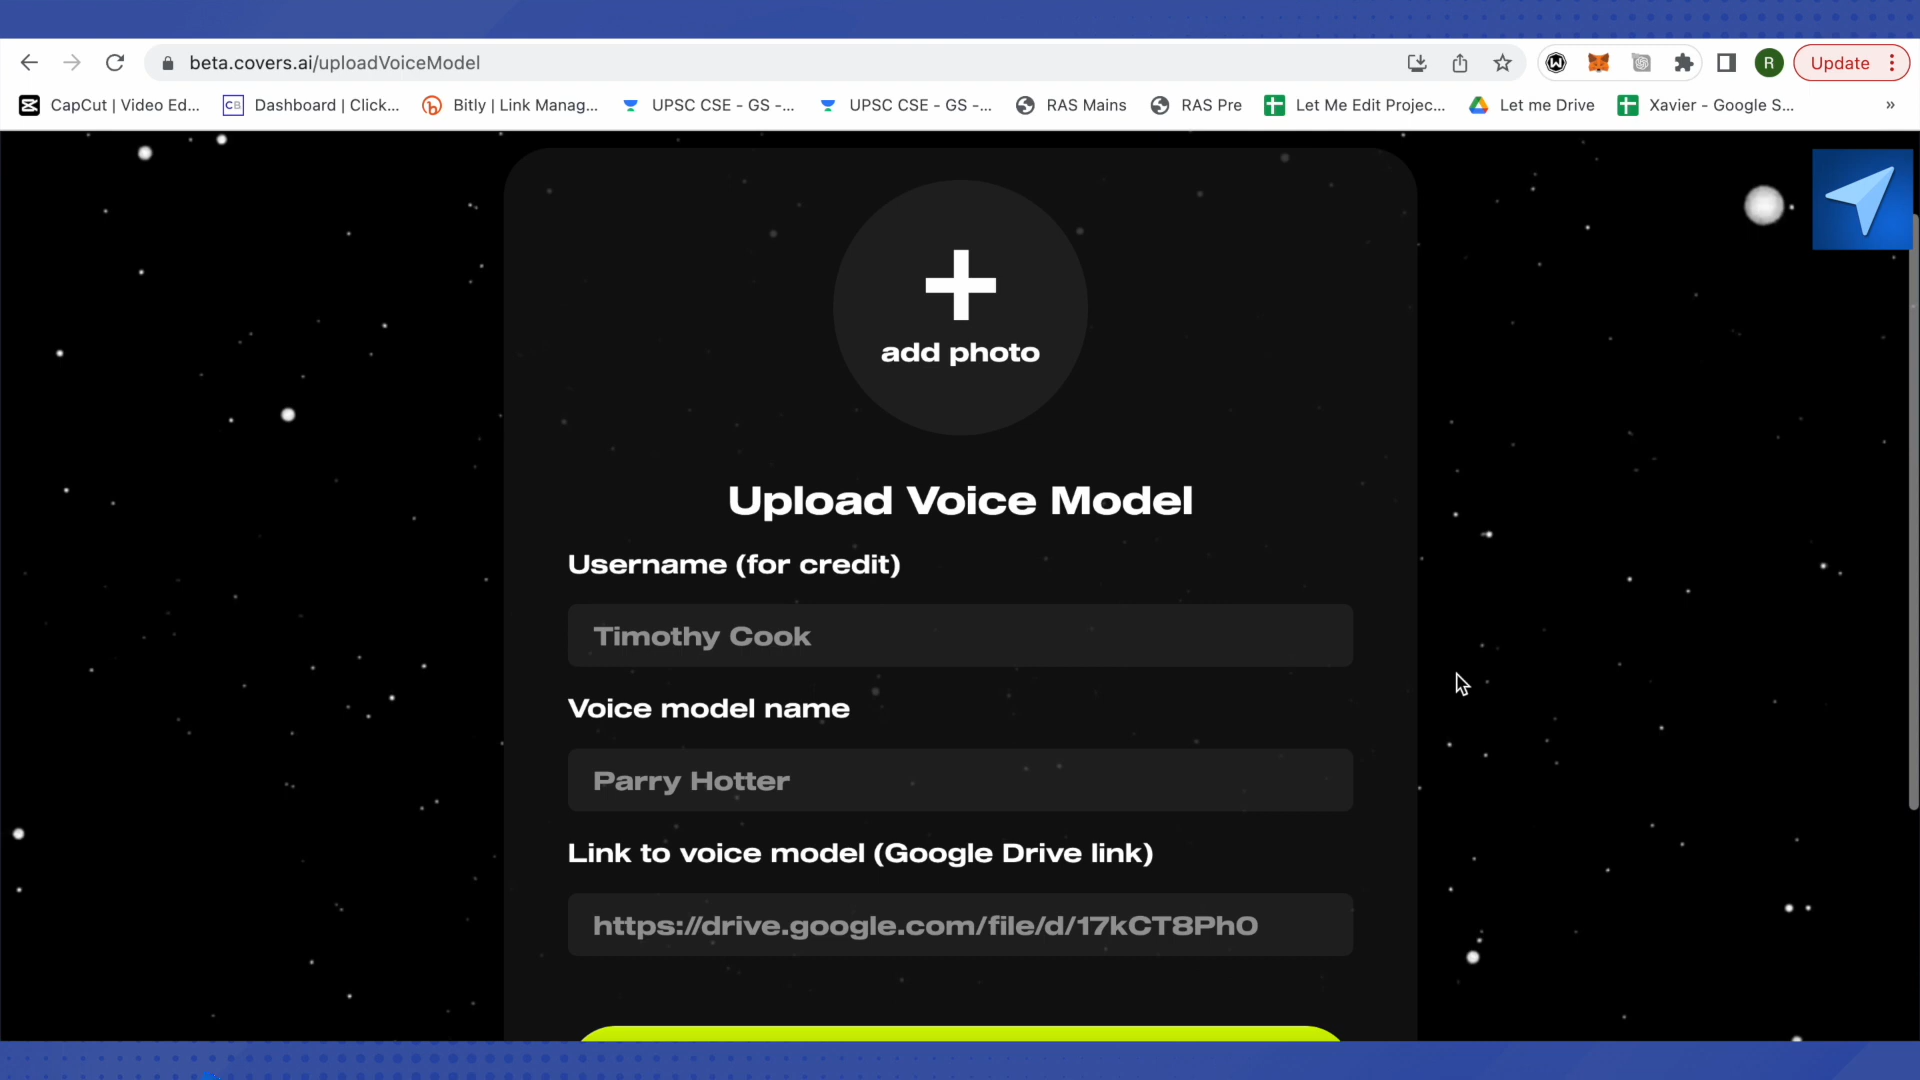 beta.covers.ai/uploadVoiceModel
R
Update
CapCut | Video Ed...
CB
Dashboard | Click...
Bitly | Link Manag...
UPSC CSE - GS -...
UPSC CSE - GS -...
RAS Mains
RAS Pre
Let Me Edit Projec...
Let me Drive
Xavier - Google S...
»
add photo
Upload Voice Model
Username (for credit)
Timothy Cook
Voice model name
Parry Hotter
Link to voice model (Google Drive link)
https://drive.google.com/file/d/17kCT8Ph0